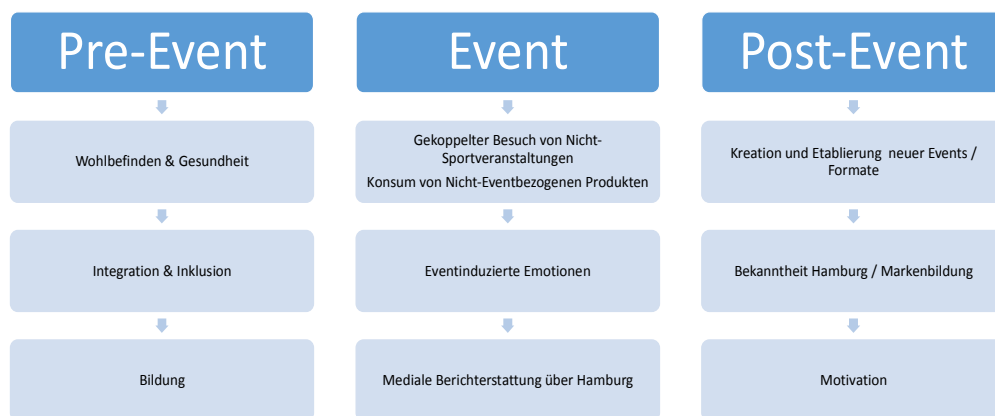 Pre-Event
Wohlbefinden & Gesundheit
Integration & Inklusion
Bildung
Event
Gekoppelter Besuch von Nicht-
Sportveranstaltungen
Konsum von Nicht-Eventbezogenen Produkten
Eventinduzierte Emotionen
Mediale Berichterstattung über Hamburg
Post-Event
Kreation und Etablierung neuer Events /
Formate
Bekanntheit Hamburg / Markenbildung
Motivation